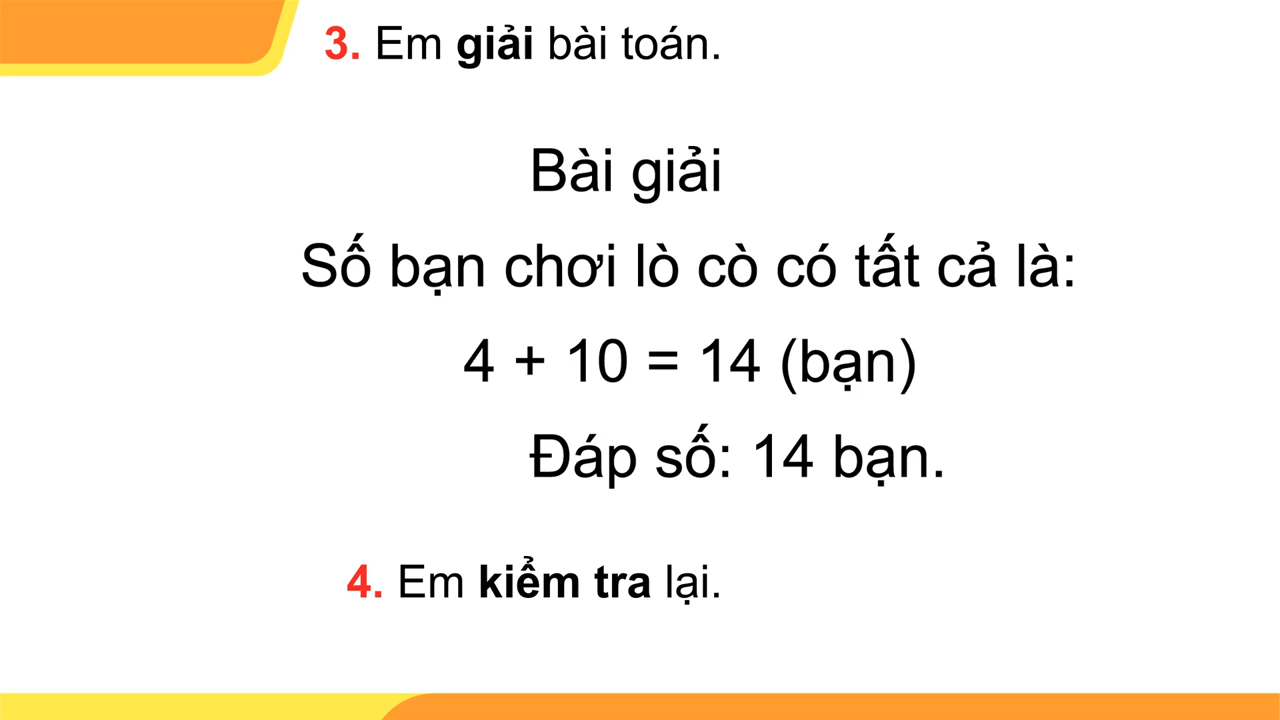 3. Em giải bài toán.
Bài giải
Số bạn chơi lò cò có tất cả là:
4 + 10 = 14 (bạn)
Đáp số: 14 bạn.
4. Em kiểm tra lại.